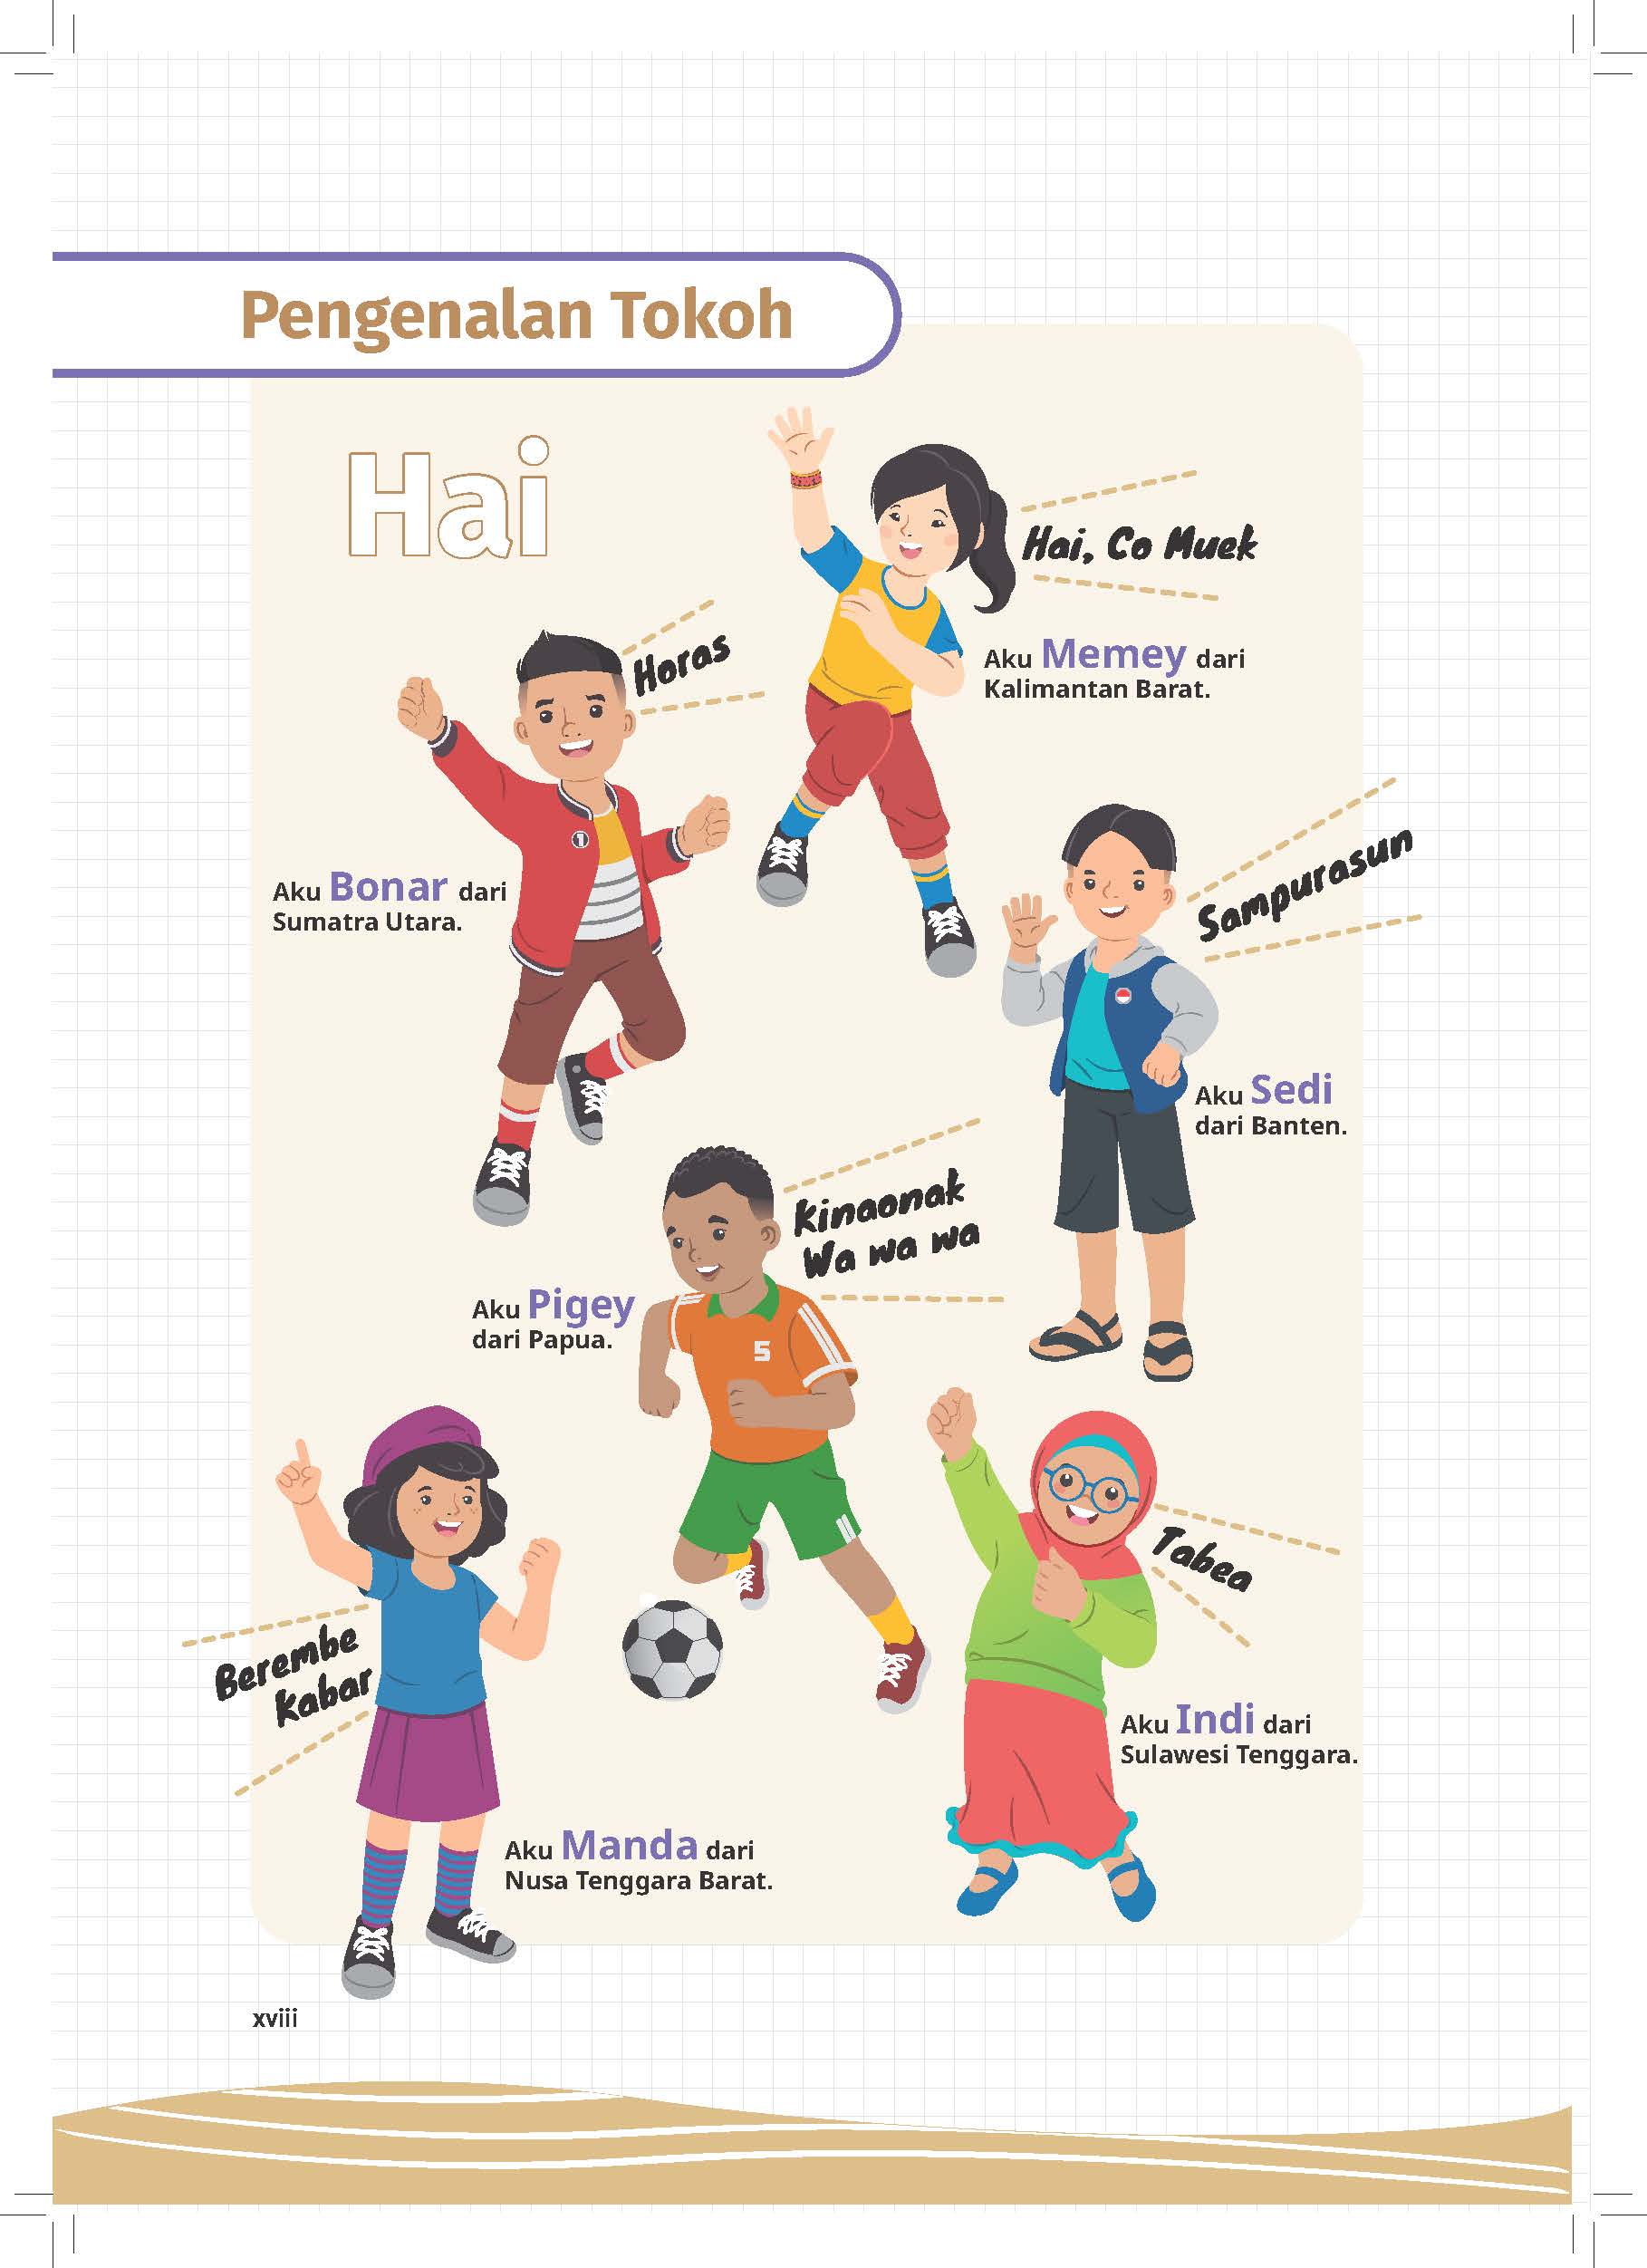 Pengenalan Tokoh
Hai
Hai, Co Muek
Aku Memey dari
Kalimantan Barat.
Horas
1
Aku Bonar dari
Sumatra Utara.
Sampurasun
Aku Sedi
dari Banten.
Kinaonak
Wa wa wa
Aku Pigey
dari Papua.
5
Tabea
Aku Indi dari
Sulawesi Tenggara.
Berembe
Kabar
Aku Manda dari
Nusa Tenggara Barat.
xviii